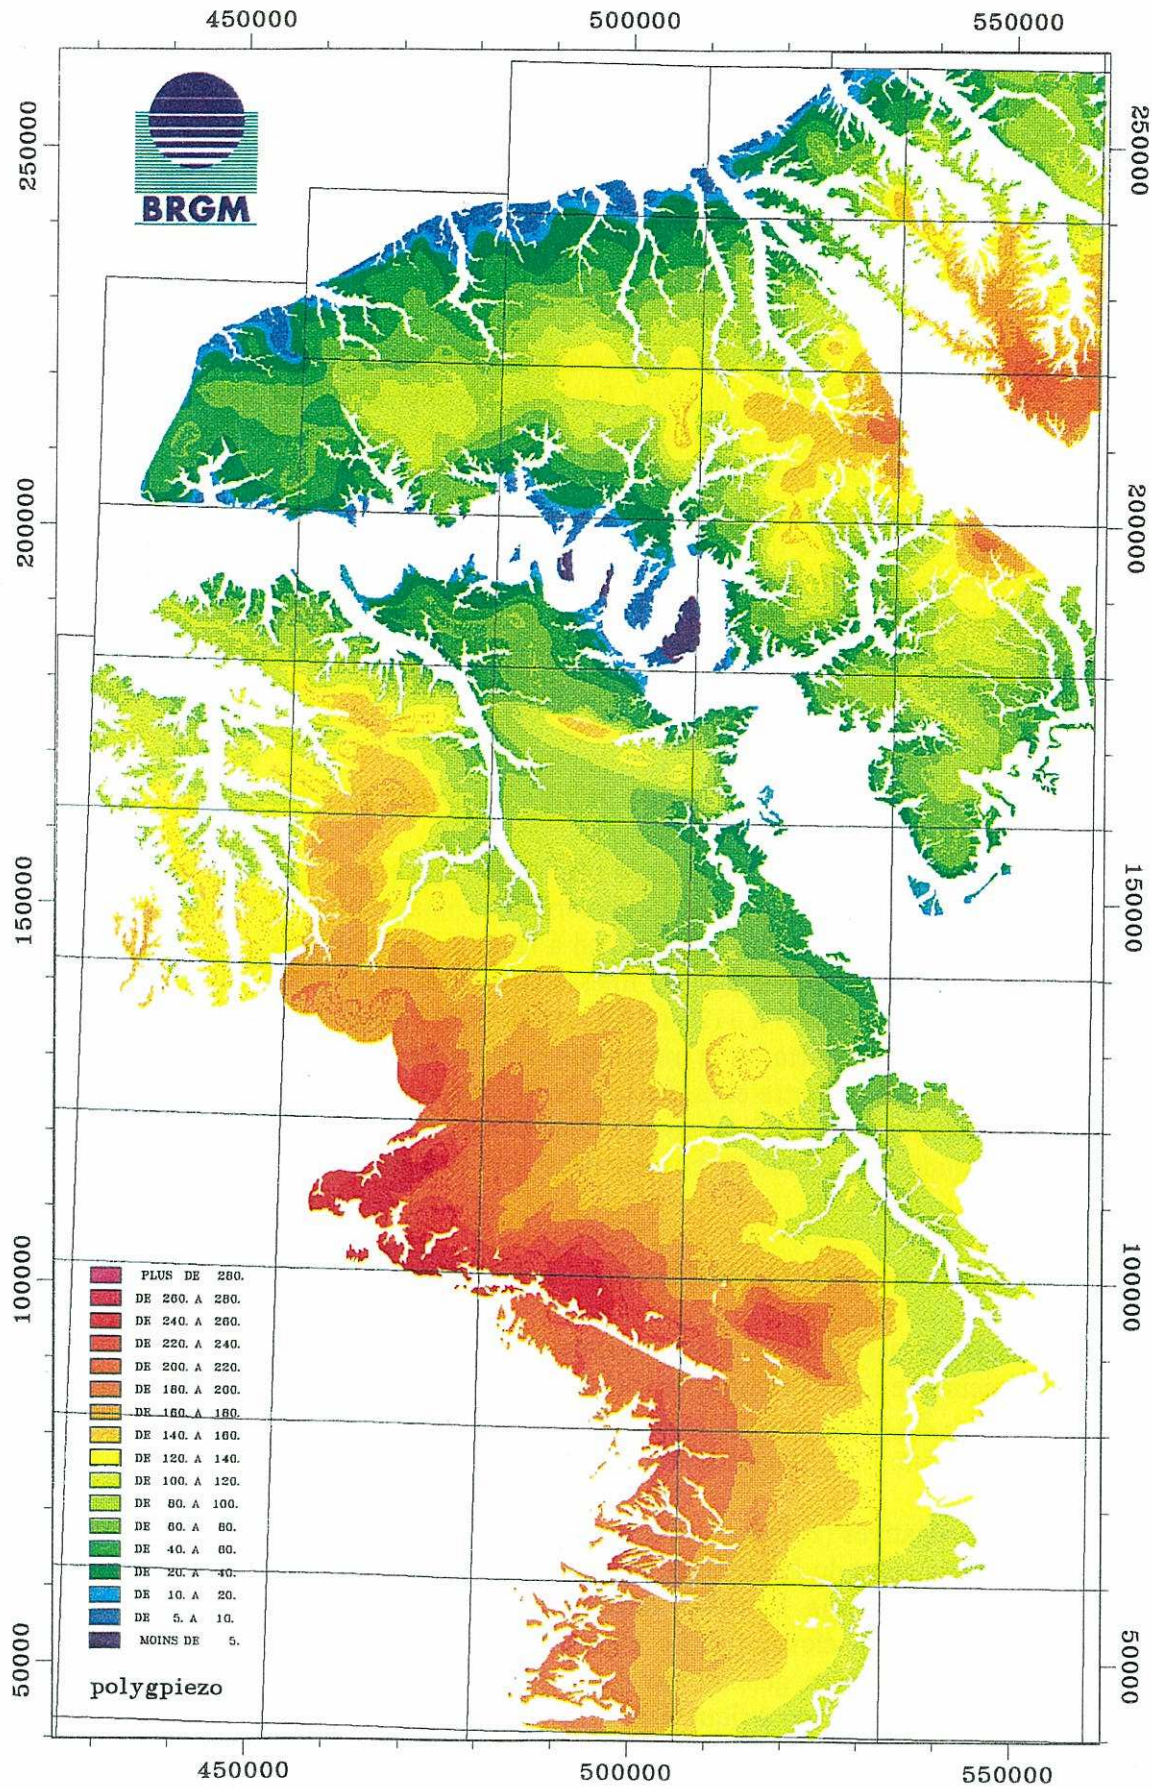 450000 500000 550000
250000
250000
BRGM
200000
200000
150000
150000
100000
100000
PLUS DE 280.
DE 260. A 280.
DE 240. A 260.
DE 220. A 240.
DE 200. A 220.
DE 180. A 200.
DE 160. A 180.
DE 140. A 160.
DE 120. A 140.
DE 100. A 120.
DE 80. A 100.
DE 60. A 80.
DE 40. A 60.
DE 20. A 40.
DE 10. A 20.
DE 5. A 10.
MOINS DE 5.
50000
50000
polygpiezo
450000 500000 550000